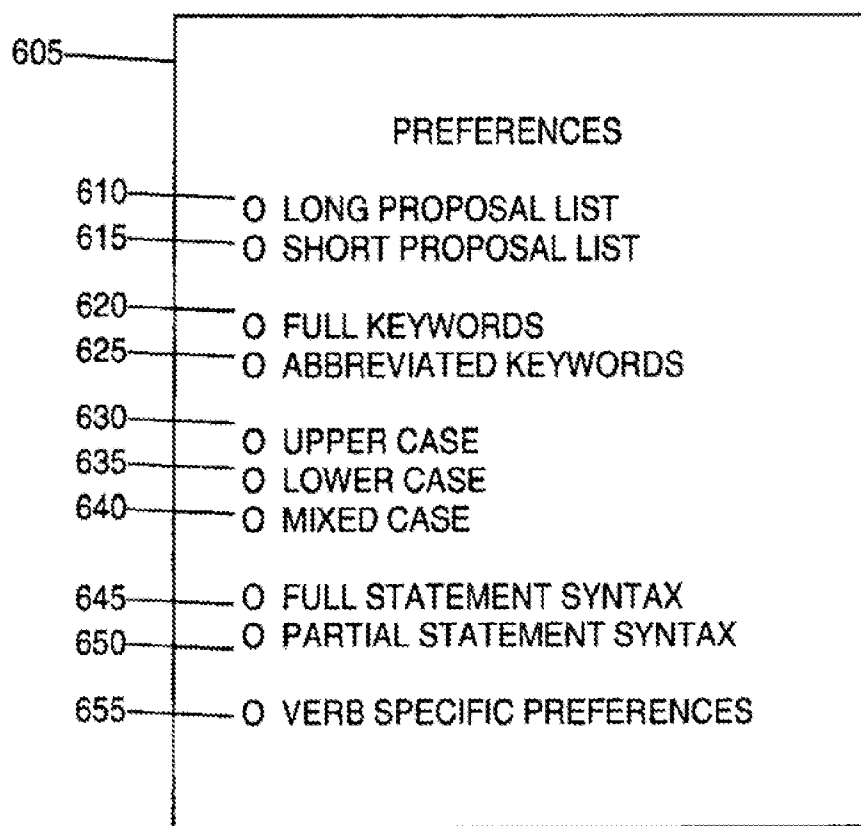 605
PREFERENCES
610 O LONG PROPOSAL LIST
615 O SHORT PROPOSAL LIST
620 O FULL KEYWORDS
625 O ABBREVIATED KEYWORDS
630 O UPPER CASE
635 O LOWER CASE
640 O MIXED CASE
645 O FULL STATEMENT SYNTAX
650 O PARTIAL STATEMENT SYNTAX
655 O VERB SPECIFIC PREFERENCES